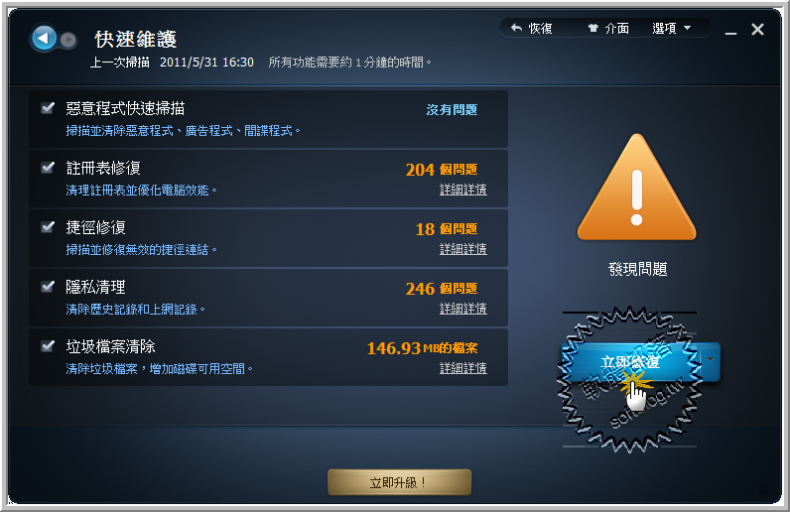 恢復 介面 選項
快速維護
上一次掃描 2011/5/31 16:30 所有功能需要約 1 分鐘的時間。
惡意程式快速掃描 沒有問題
掃描並清除惡意程式、廣告程式、間諜程式。
註冊表修復 204 個問題
清理註冊表並優化電腦效能。 詳細詳情
捷徑修復 18 個問題
掃描並修復無效的捷徑連結。 詳細詳情
隱私清理 246 個問題
清除歷史記錄和上網記錄。 詳細詳情
垃圾檔案清除 146.93 MB的檔案
清除垃圾檔案，增加磁碟可用空間。 詳細詳情
發現問題
立即恢復
立即升級！